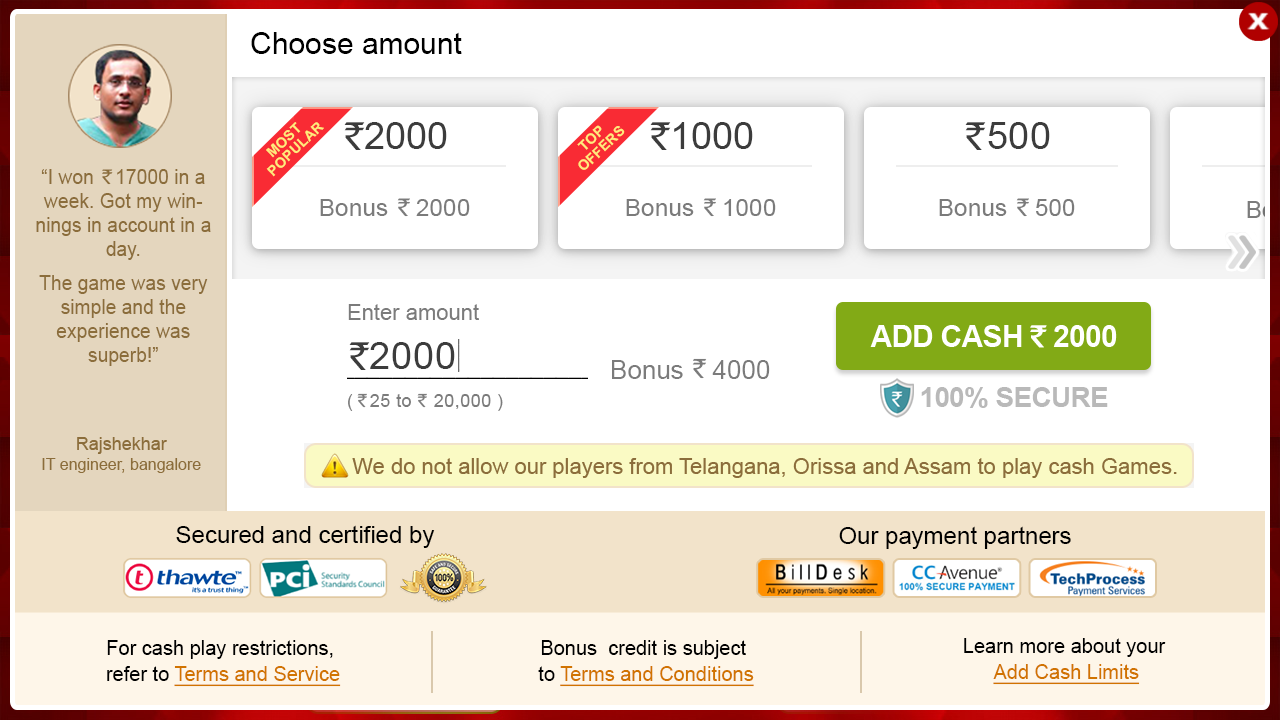 X
Choose amount
“I won ₹17000 in a
week. Got my win-
nings in account in a
day.
The game was very
simple and the
experience was
superb!”
Rajshekhar
IT engineer, bangalore
MOST
POPULAR
₹2000
Bonus ₹ 2000
TOP
OFFERS
₹1000
Bonus ₹ 1000
₹500
Bonus ₹ 500
Enter amount
₹2000
( ₹25 to ₹ 20,000 )
Bonus ₹ 4000
ADD CASH ₹ 2000
₹ 100% SECURE
We do not allow our players from Telangana, Orissa and Assam to play cash Games.
Secured and certified by
t thawte™
it's a trust thing™
PCi Security
Standards Council
100%
Our payment partners
BillDesk
All your payments. Single location.
CCAvenue®
100% SECURE PAYMENT
TechProcess
Payment Services
For cash play restrictions,
refer to Terms and Service
Bonus  credit is subject
to Terms and Conditions
Learn more about your
Add Cash Limits